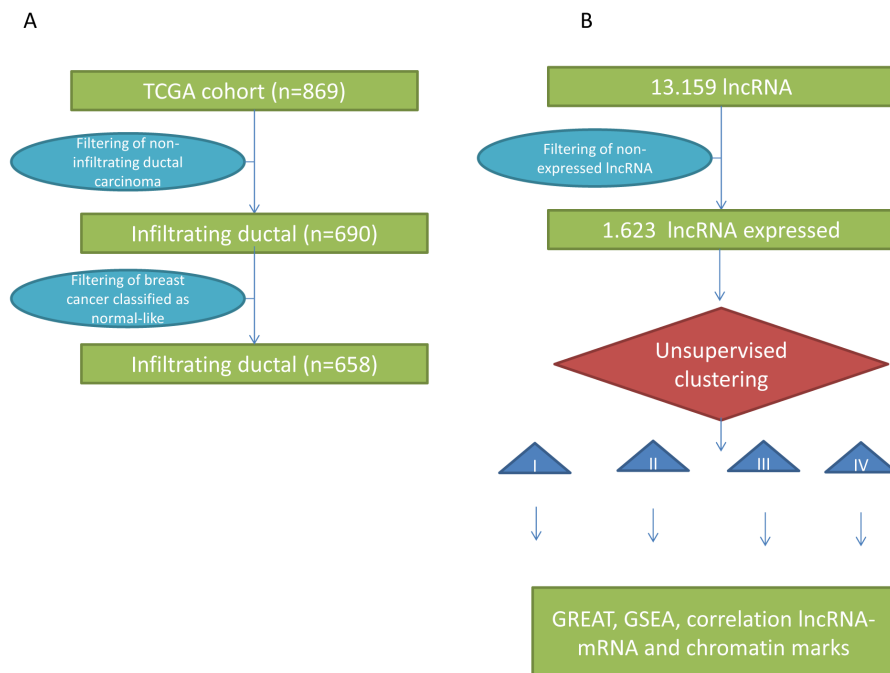 A
TCGA cohort (n=869)
Filtering of non-
infiltrating ductal
carcinoma
Infiltrating ductal (n=690)
Filtering of breast
cancer classified as
normal-like
Infiltrating ductal (n=658)
B
13.159 lncRNA
Filtering of non-
expressed lncRNA
1.623 lncRNA expressed
Unsupervised
clustering
I
II
III
IV
GREAT, GSEA, correlation lncRNA-
mRNA and chromatin marks